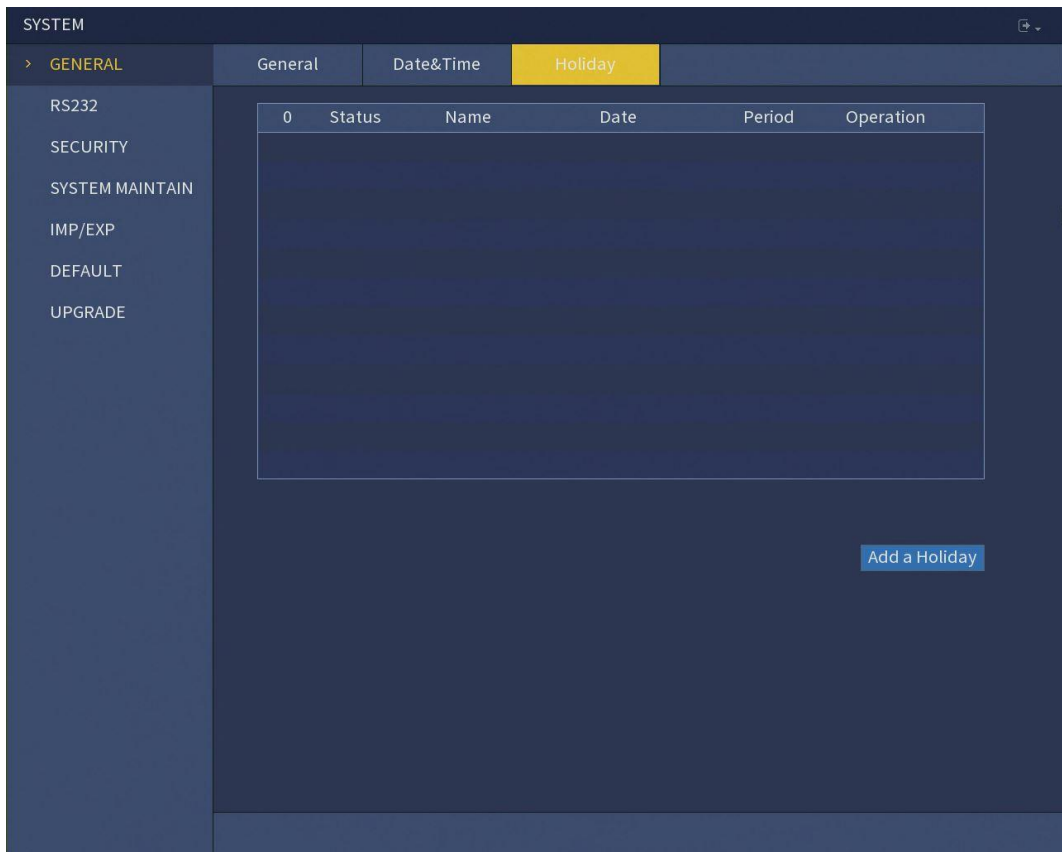 SYSTEM
> GENERAL
General Date&Time Holiday
RS232
0 Status Name Date Period Operation
SECURITY
SYSTEM MAINTAIN
IMP/EXP
DEFAULT
UPGRADE
Add a Holiday